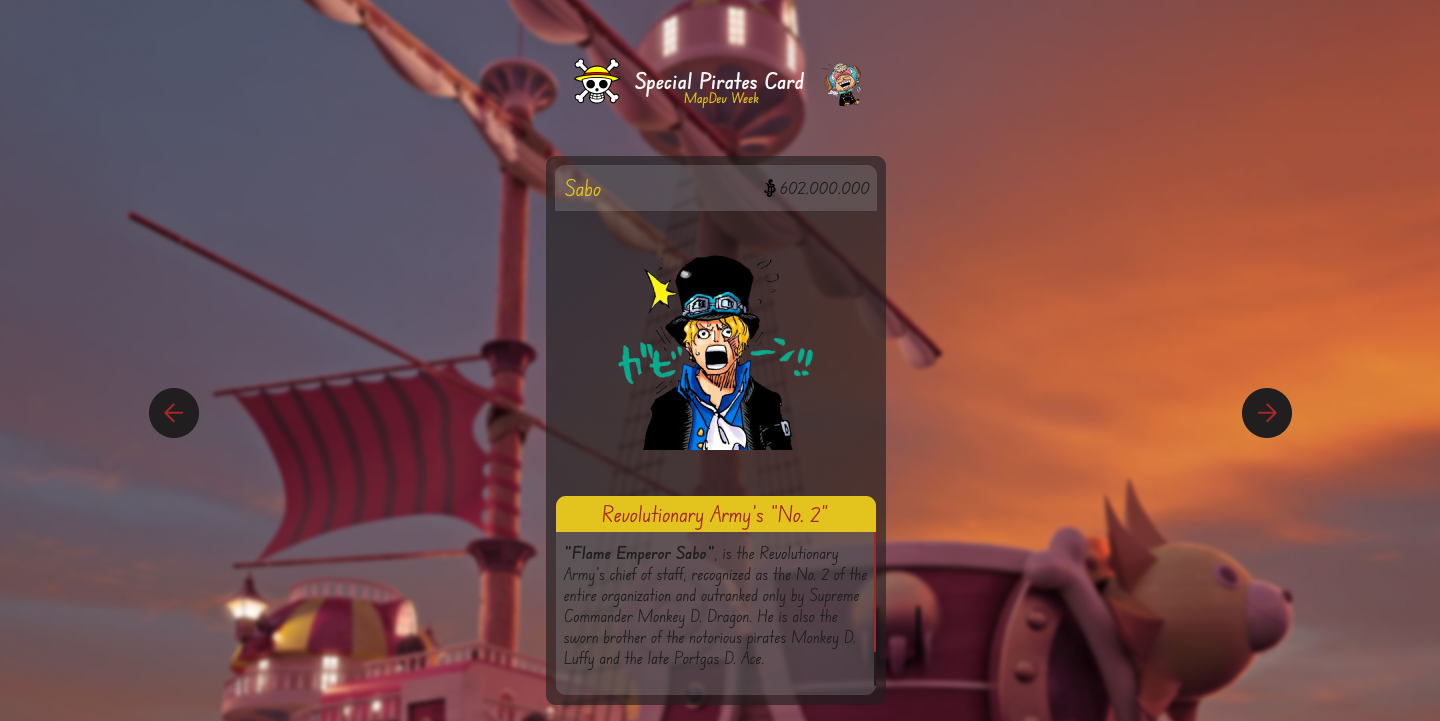 Special Pirates Card
MapDev Week
Sabo
602.000.000
ガビーン!!
Revolutionary Army's "No. 2"
"Flame Emperor Sabo", is the Revolutionary
Army's chief of staff, recognized as the No. 2 of the
entire organization and outranked only by Supreme
Commander Monkey D. Dragon. He is also the
sworn brother of the notorious pirates Monkey D.
Luffy and the late Portgas D. Ace.